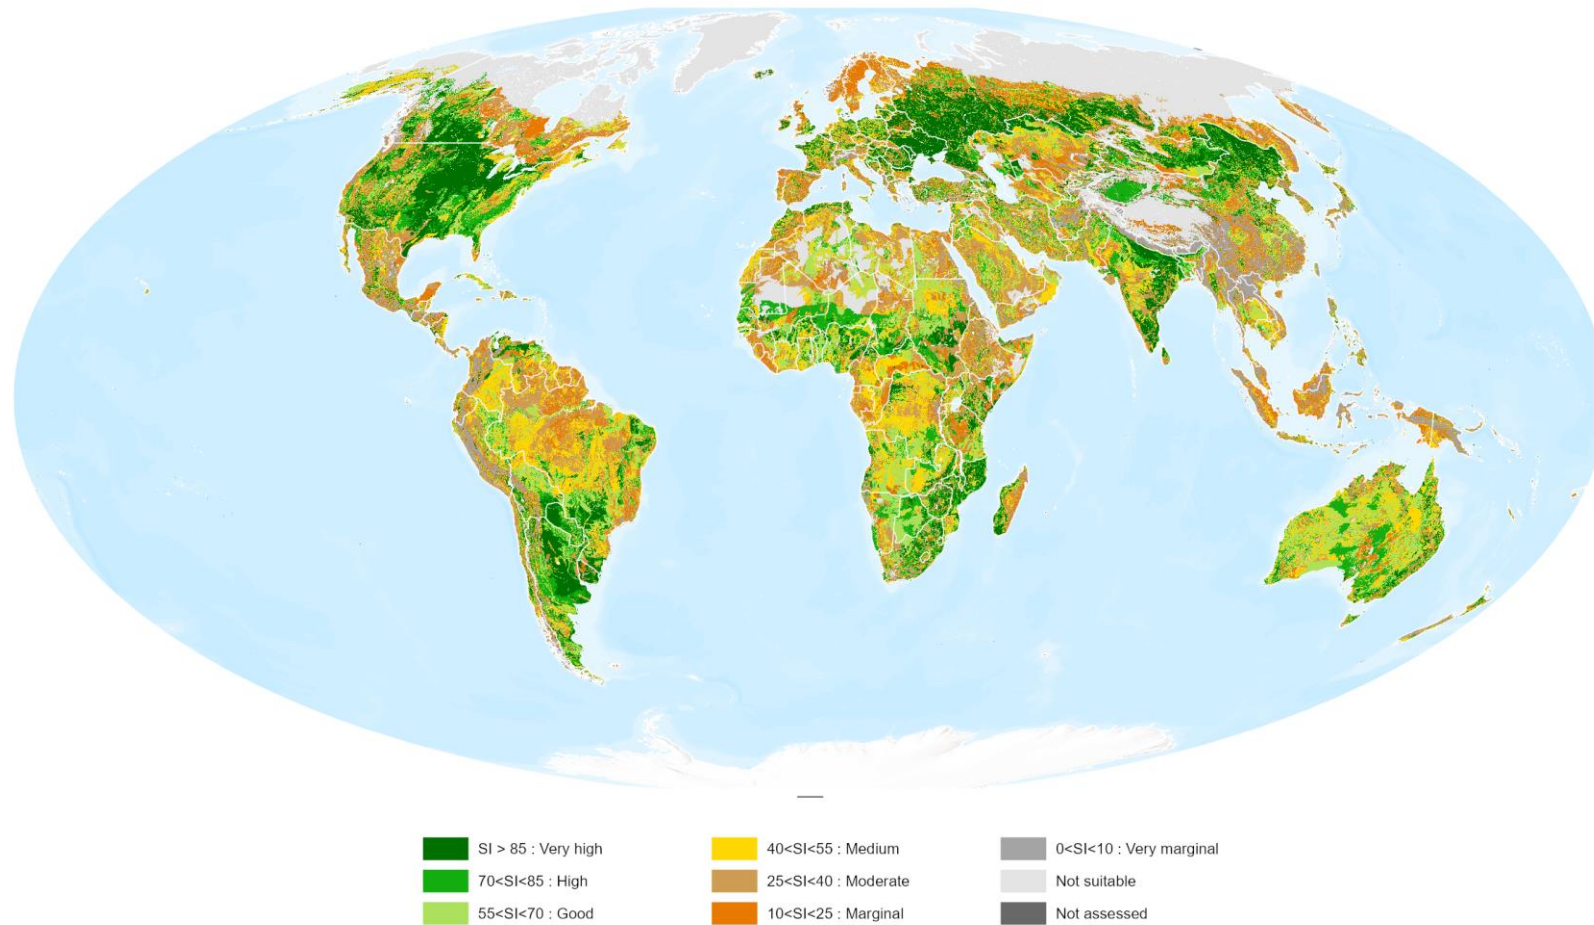 SI > 85 : Very high
70<SI<85 : High
55<SI<70 : Good
40<SI<55 : Medium
25<SI<40 : Moderate
10<SI<25 : Marginal
0<SI<10 : Very marginal
Not suitable
Not assessed